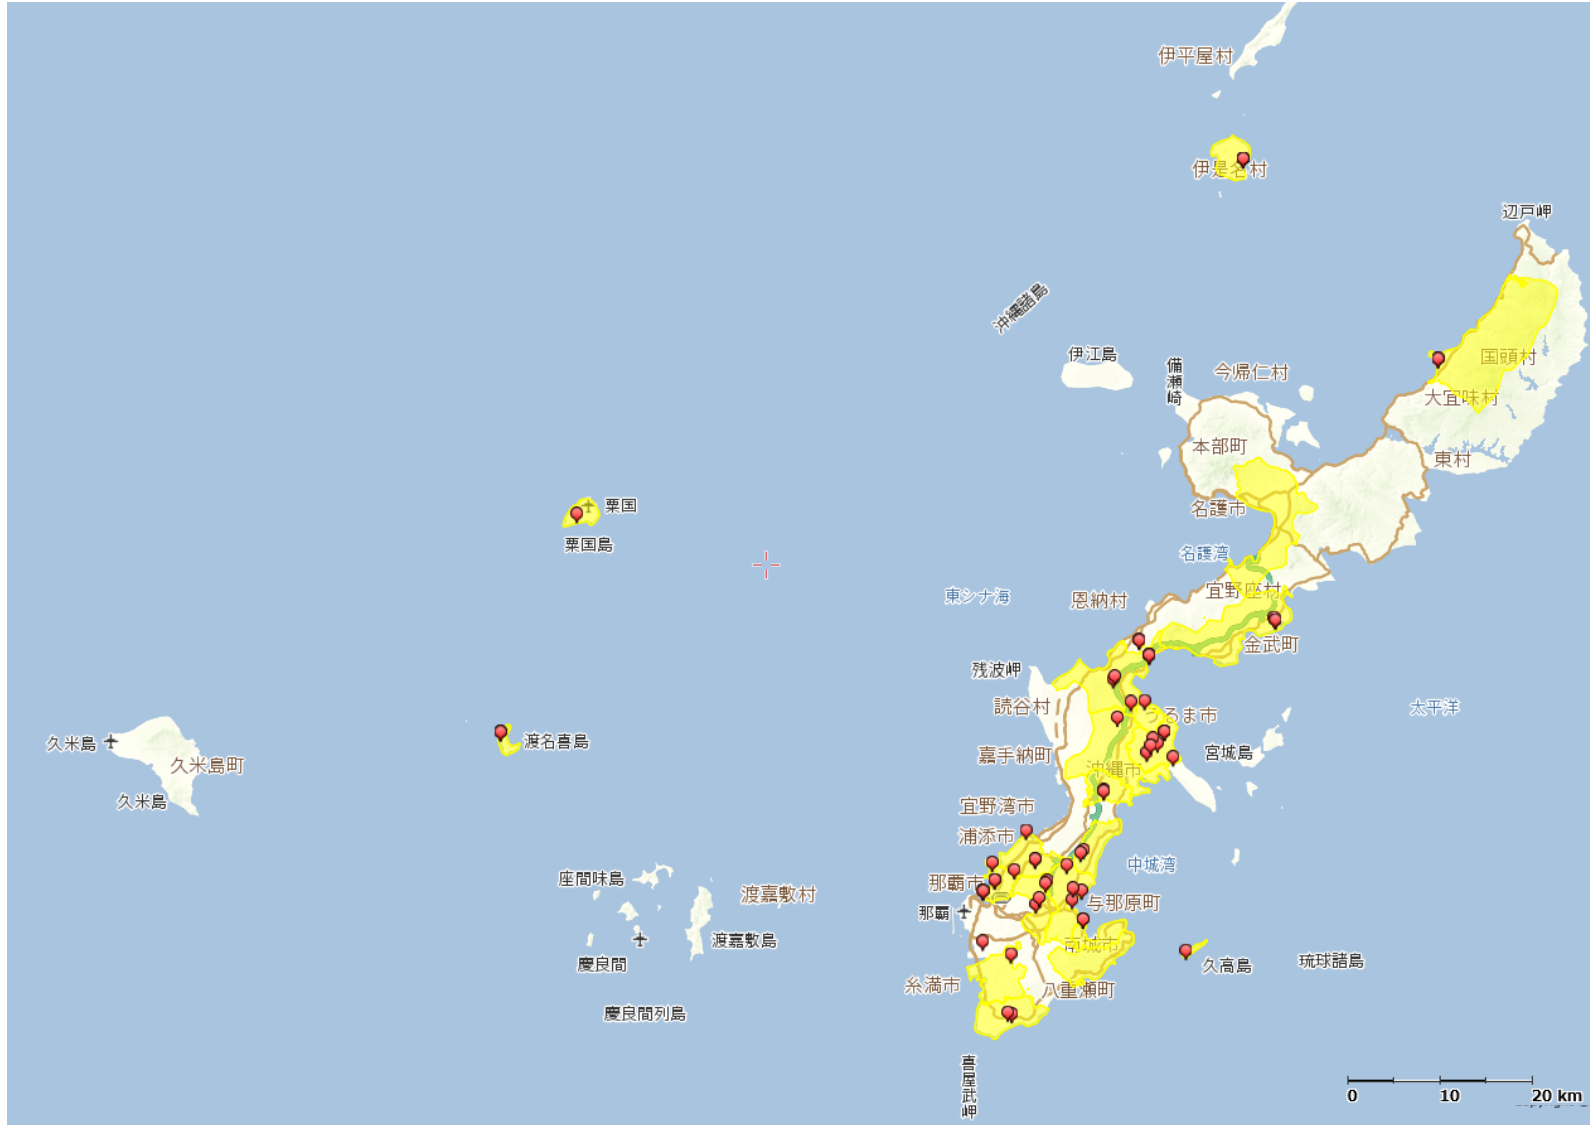 伊平屋村
伊是名村
辺戸岬
沖縄諸島
伊江島
備瀬崎
今帰仁村
国頭村
大宜味村
本部町
東村
名護市
粟国
粟国島
名護湾
宜野座村
東シナ海
恩納村
金武町
残波岬
読谷村
うるま市
太平洋
久米島
渡名喜島
嘉手納町
宮城島
久米島町
沖縄市
久米島
宜野湾市
浦添市
中城湾
座間味島
那覇市
渡嘉敷村
与那原町
那覇
渡嘉敷島
南城市
慶良間
久高島
琉球諸島
糸満市
八重瀬町
慶良間列島
喜屋武岬
0 10 20 km